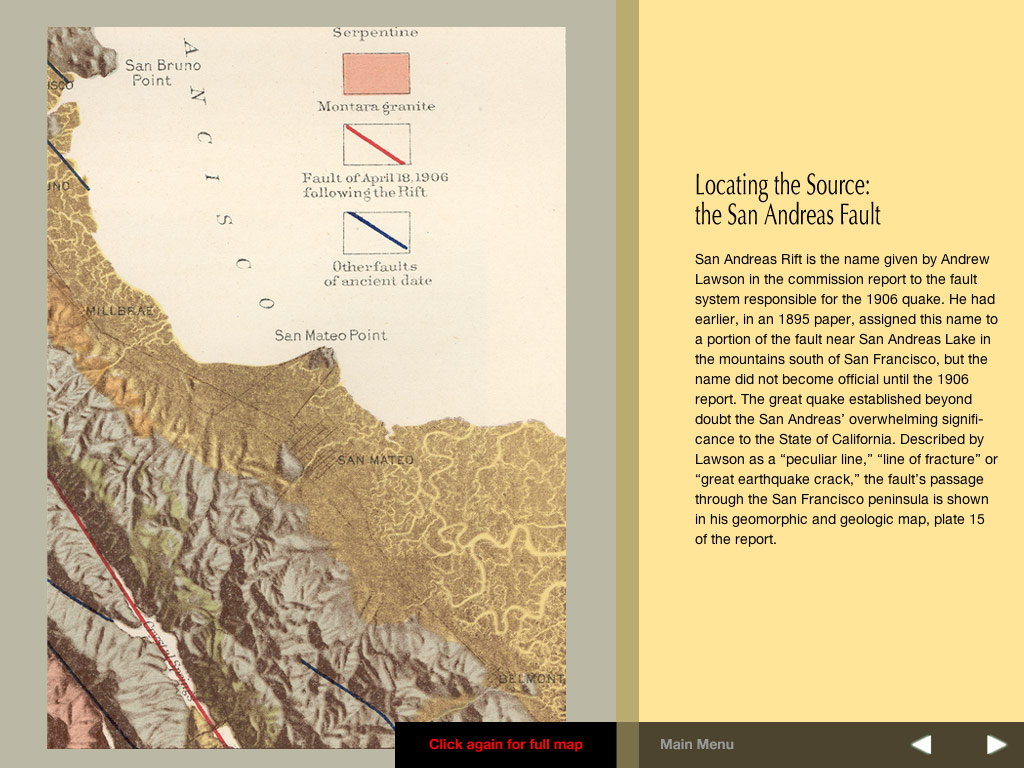 Serpentine
San Bruno
Point
Montara granite
Fault of April 18, 1906
following the Rift
Other faults
of ancient date
A N C I S C O
MILLBRAE
San Mateo Point
SAN MATEO
BELMONT
Click again for full map
Locating the Source:
the San Andreas Fault
San Andreas Rift is the name given by Andrew
Lawson in the commission report to the fault
system responsible for the 1906 quake. He had
earlier, in an 1895 paper, assigned this name to
a portion of the fault near San Andreas Lake in
the mountains south of San Francisco, but the
name did not become official until the 1906
report. The great quake established beyond
doubt the San Andreas’ overwhelming signifi-
cance to the State of California. Described by
Lawson as a “peculiar line,” “line of fracture” or
“great earthquake crack,” the fault’s passage
through the San Francisco peninsula is shown
in his geomorphic and geologic map, plate 15
of the report.
Main Menu